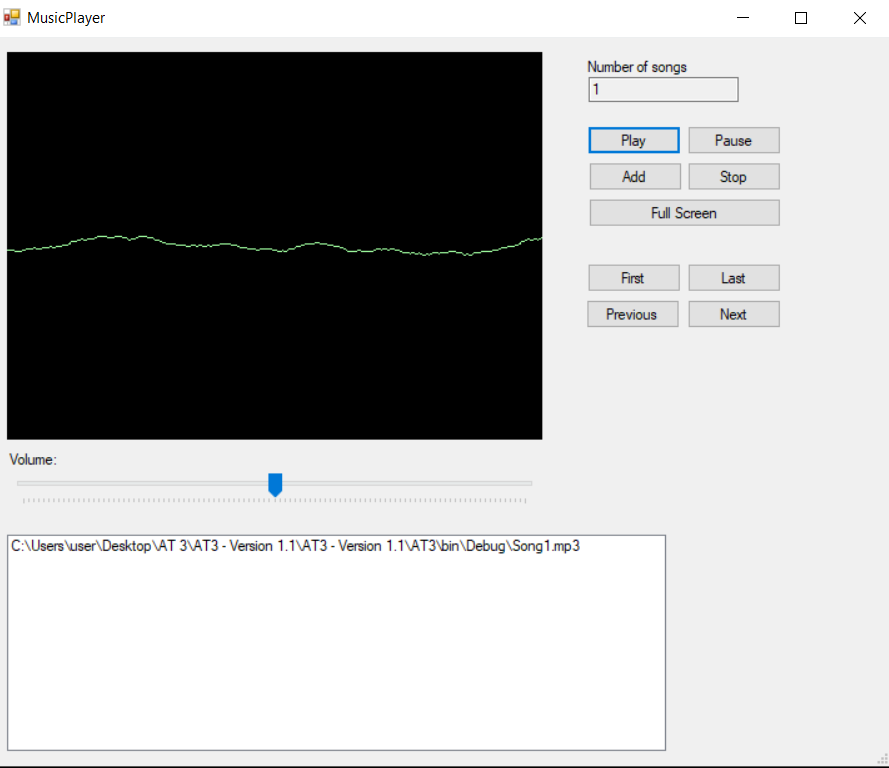 MusicPlayer
Number of songs
1
Play Pause
Add Stop
Full Screen
First Last
Previous Next
Volume:
C:\Users\user\Desktop\AT 3\AT3 - Version 1.1\AT3 - Version 1.1\AT3\bin\Debug\Song1.mp3